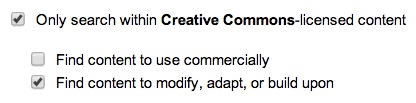 Only search within Creative Commons-licensed content
Find content to use commercially
Find content to modify, adapt, or build upon